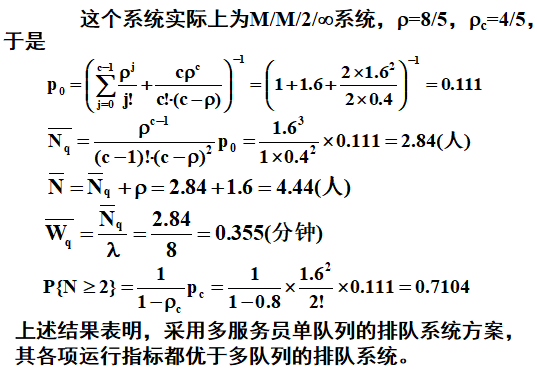 这个系统实际上为M/M/2/∞系统，ρ=8/5，ρc=4/5，
于是
p₀=(∑_{j=0}^{c−1} ρ^j/j! + cρ^c/(c!·(c−ρ)))^{−1}=(1+1.6+(2×1.6²)/(2×0.4))^{−1}=0.111
N̅q=ρ^{c−1}/((c−1)!·(c−ρ)²) p₀=1.6³/(1×0.4²)×0.111=2.84(人)
N̅=N̅q+ρ=2.84+1.6=4.44(人)
W̅q=N̅q/λ=2.84/8=0.355(分钟)
P{N≥2}=1/(1−ρc) pc=1/(1−0.8)×1.6²/2!×0.111=0.7104
上述结果表明，采用多服务员单队列的排队系统方案，
其各项运行指标都优于多队列的排队系统。